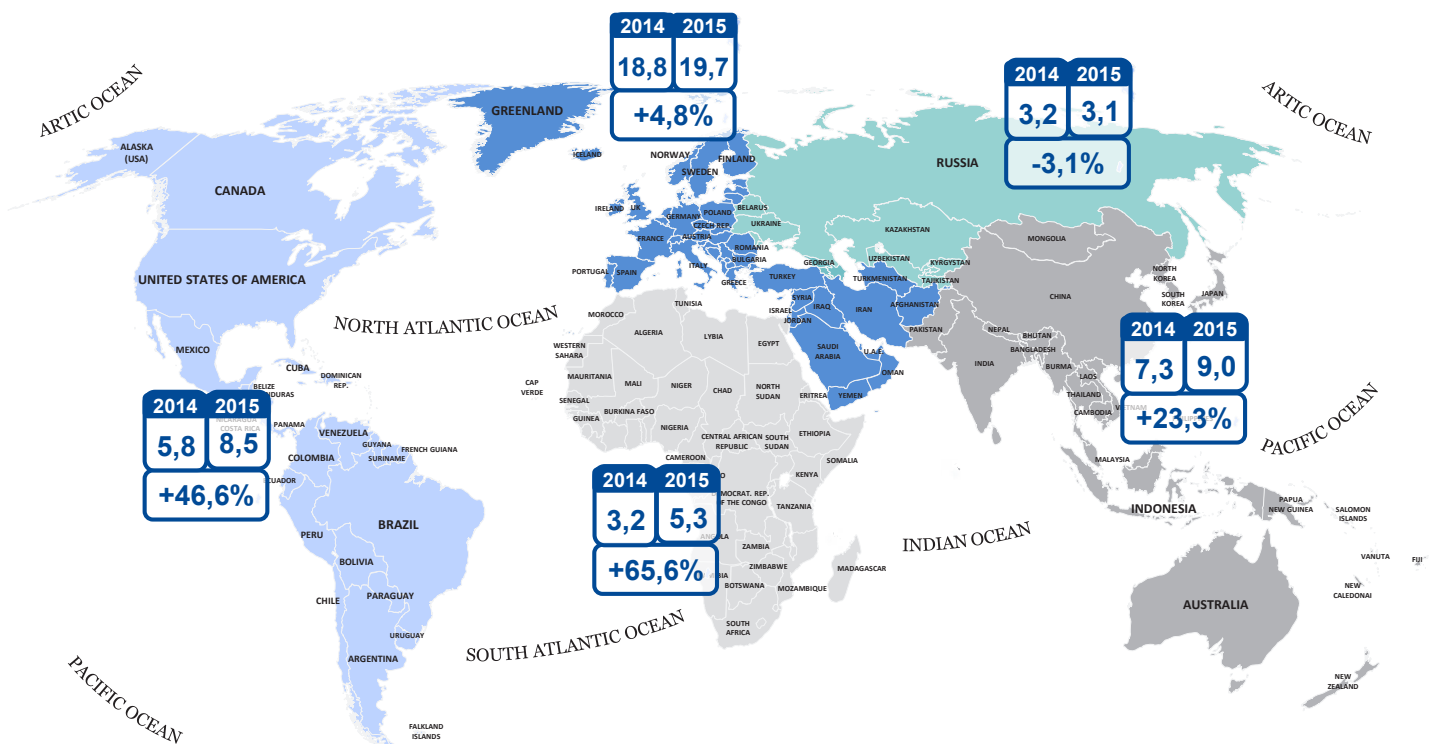 2014 2015
18,8 19,7
+4,8%
2014 2015
3,2 3,1
-3,1%
ARTIC OCEAN
ARTIC OCEAN
GREENLAND
ALASKA
(USA)
CANADA
ICELAND
NORWAY
SWEDEN
FINLAND
RUSSIA
IRELAND
UK
GERMANY
POLAND
BELARUS
CZECH REP.
UKRAINE
FRANCE
AUSTRIA
ROMANIA
BULGARIA
ITALY
PORTUGAL
SPAIN
GREECE
TURKEY
GEORGIA
KAZAKHSTAN
UZBEKISTAN
KYRGYSTAN
TURKMENISTAN
TAJIKISTAN
MONGOLIA
NORTH
KOREA
SOUTH
KOREA
JAPAN
CHINA
UNITED STATES OF AMERICA
NORTH ATLANTIC OCEAN
MEXICO
CUBA
DOMINICAN
REP.
BELIZE
MOROCCO
TUNISIA
ALGERIA
LYBIA
EGYPT
WESTERN
SAHARA
ISRAEL
JORDAN
SYRIA
IRAQ
IRAN
AFGHANISTAN
PAKISTAN
SAUDI
ARABIA
U.A.E.
OMAN
YEMEN
NEPAL
BHUTAN
BANGLADESH
INDIA
BURMA
LAOS
THAILAND
CAMBODIA
VIETNAM
2014 2015
7,3 9,0
+23,3%
PACIFIC OCEAN
2014 2015
5,8 8,5
+46,6%
COSTA RICA
PANAMA
VENEZUELA
GUYANA
SURINAME
FRENCH GUIANA
COLOMBIA
BRAZIL
PERU
BOLIVIA
CHILE
PARAGUAY
URUGUAY
ARGENTINA
FALKLAND
ISLANDS
CAP
VERDE
MAURITANIA
MALI
NIGER
CHAD
NORTH
SUDAN
ERITREA
SENEGAL
GUINEA
BURKINA FASO
NIGERIA
CENTRAL AFRICAN
REPUBLIC
SOUTH
SUDAN
ETHIOPIA
CAMEROON
SOMALIA
KENYA
2014 2015
3,2 5,3
+65,6%
DEMOCRAT. REP.
OF THE CONGO
TANZANIA
ANGOLA
ZAMBIA
ZIMBABWE
BOTSWANA
MOZAMBIQUE
MADAGASCAR
SOUTH
AFRICA
SOUTH ATLANTIC OCEAN
INDIAN OCEAN
PACIFIC OCEAN
MALAYSIA
INDONESIA
PAPUA
NEW GUINEA
SALOMON
ISLANDS
VANUTA
FIJI
NEW
CALEDONAI
AUSTRALIA
NEW
ZEALAND